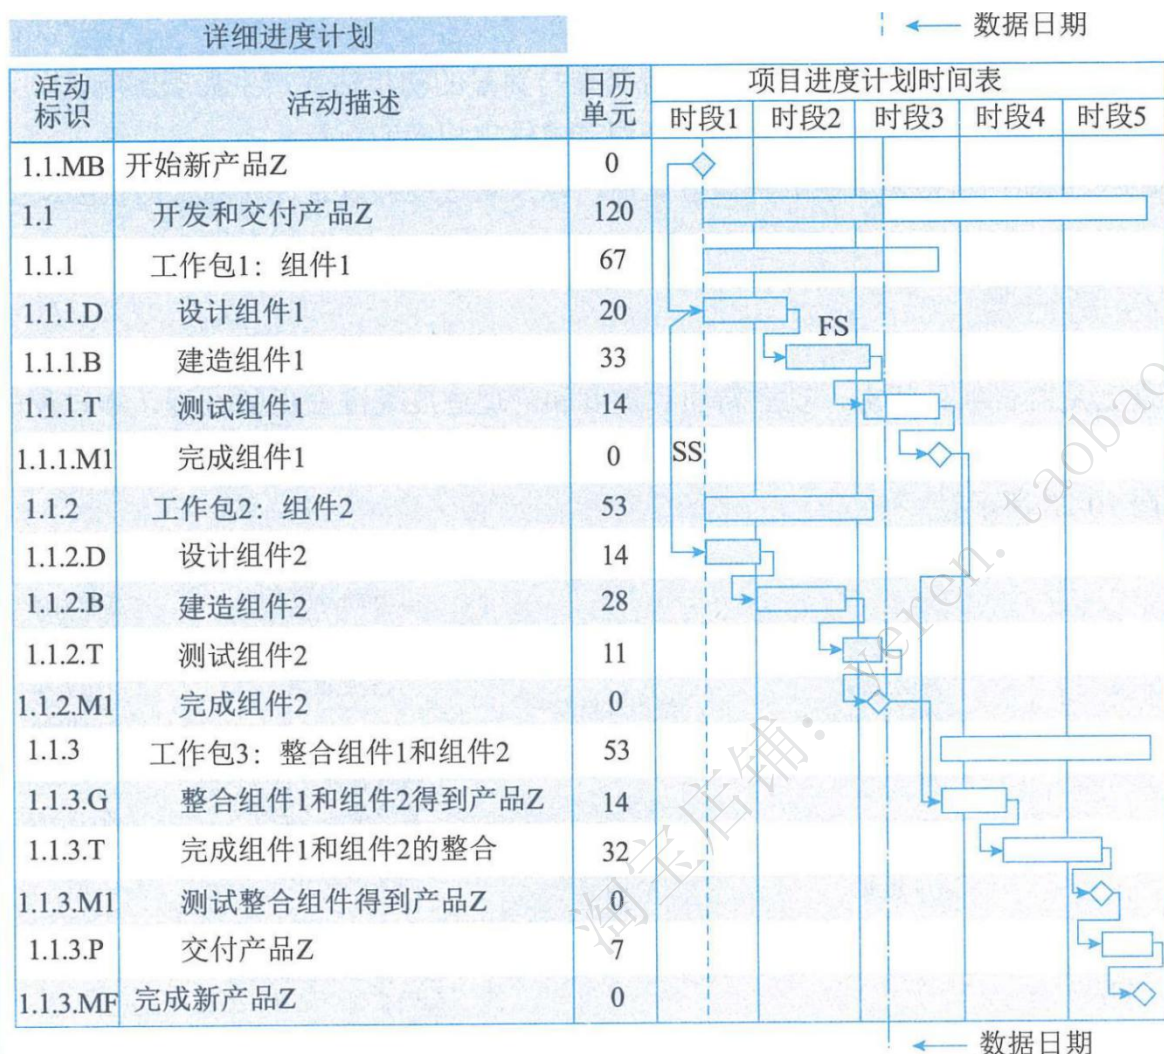 详细进度计划
数据日期
活动标识 活动描述 日历单元 项目进度计划时间表
时段1 时段2 时段3 时段4 时段5
1.1.MB 开始新产品Z 0
1.1 开发和交付产品Z 120
1.1.1 工作包1：组件1 67
1.1.1.D 设计组件1 20
FS
1.1.1.B 建造组件1 33
1.1.1.T 测试组件1 14
1.1.1.M1 完成组件1 0 SS
1.1.2 工作包2：组件2 53
1.1.2.D 设计组件2 14
1.1.2.B 建造组件2 28
1.1.2.T 测试组件2 11
1.1.2.M1 完成组件2 0
1.1.3 工作包3：整合组件1和组件2 53
1.1.3.G 整合组件1和组件2得到产品Z 14
1.1.3.T 完成组件1和组件2的整合 32
1.1.3.M1 测试整合组件得到产品Z 0
1.1.3.P 交付产品Z 7
1.1.3.MF 完成新产品Z 0
数据日期
淘宝店铺：